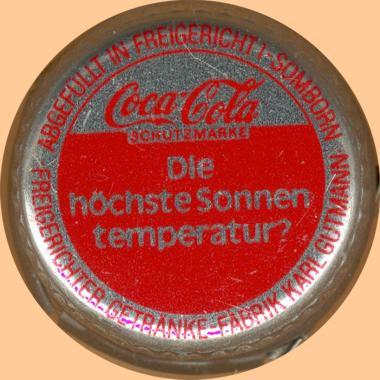 ABGEFÜLLT IN FREIGERICHT I-SOMBORN
Coca-Cola
SCHUTZMARKE
Die
höchste Sonnen
temperatur?
FREIGERICHTER-GETRÄNKE-FABRIK KARL GUTMANN